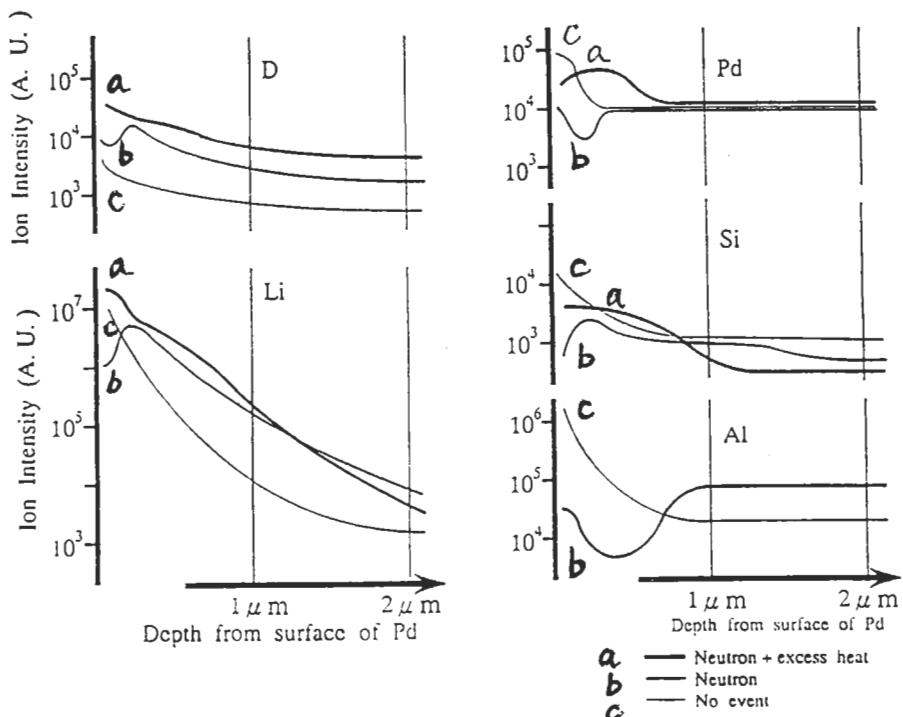 Ion Intensity (A. U.)
D
10⁵
10⁴
10³
a
b
c
Ion Intensity (A. U.)
Li
10⁷
10⁵
10³
a
c
b
1 μm
2 μm
Depth from surface of Pd
Pd
10⁵
10⁴
10³
c
a
b
Si
10⁴
10³
c
a
b
Al
10⁶
10⁵
10⁴
c
b
1 μm
2 μm
Depth from surface of Pd
a Neutron + excess heat
b Neutron
c No event